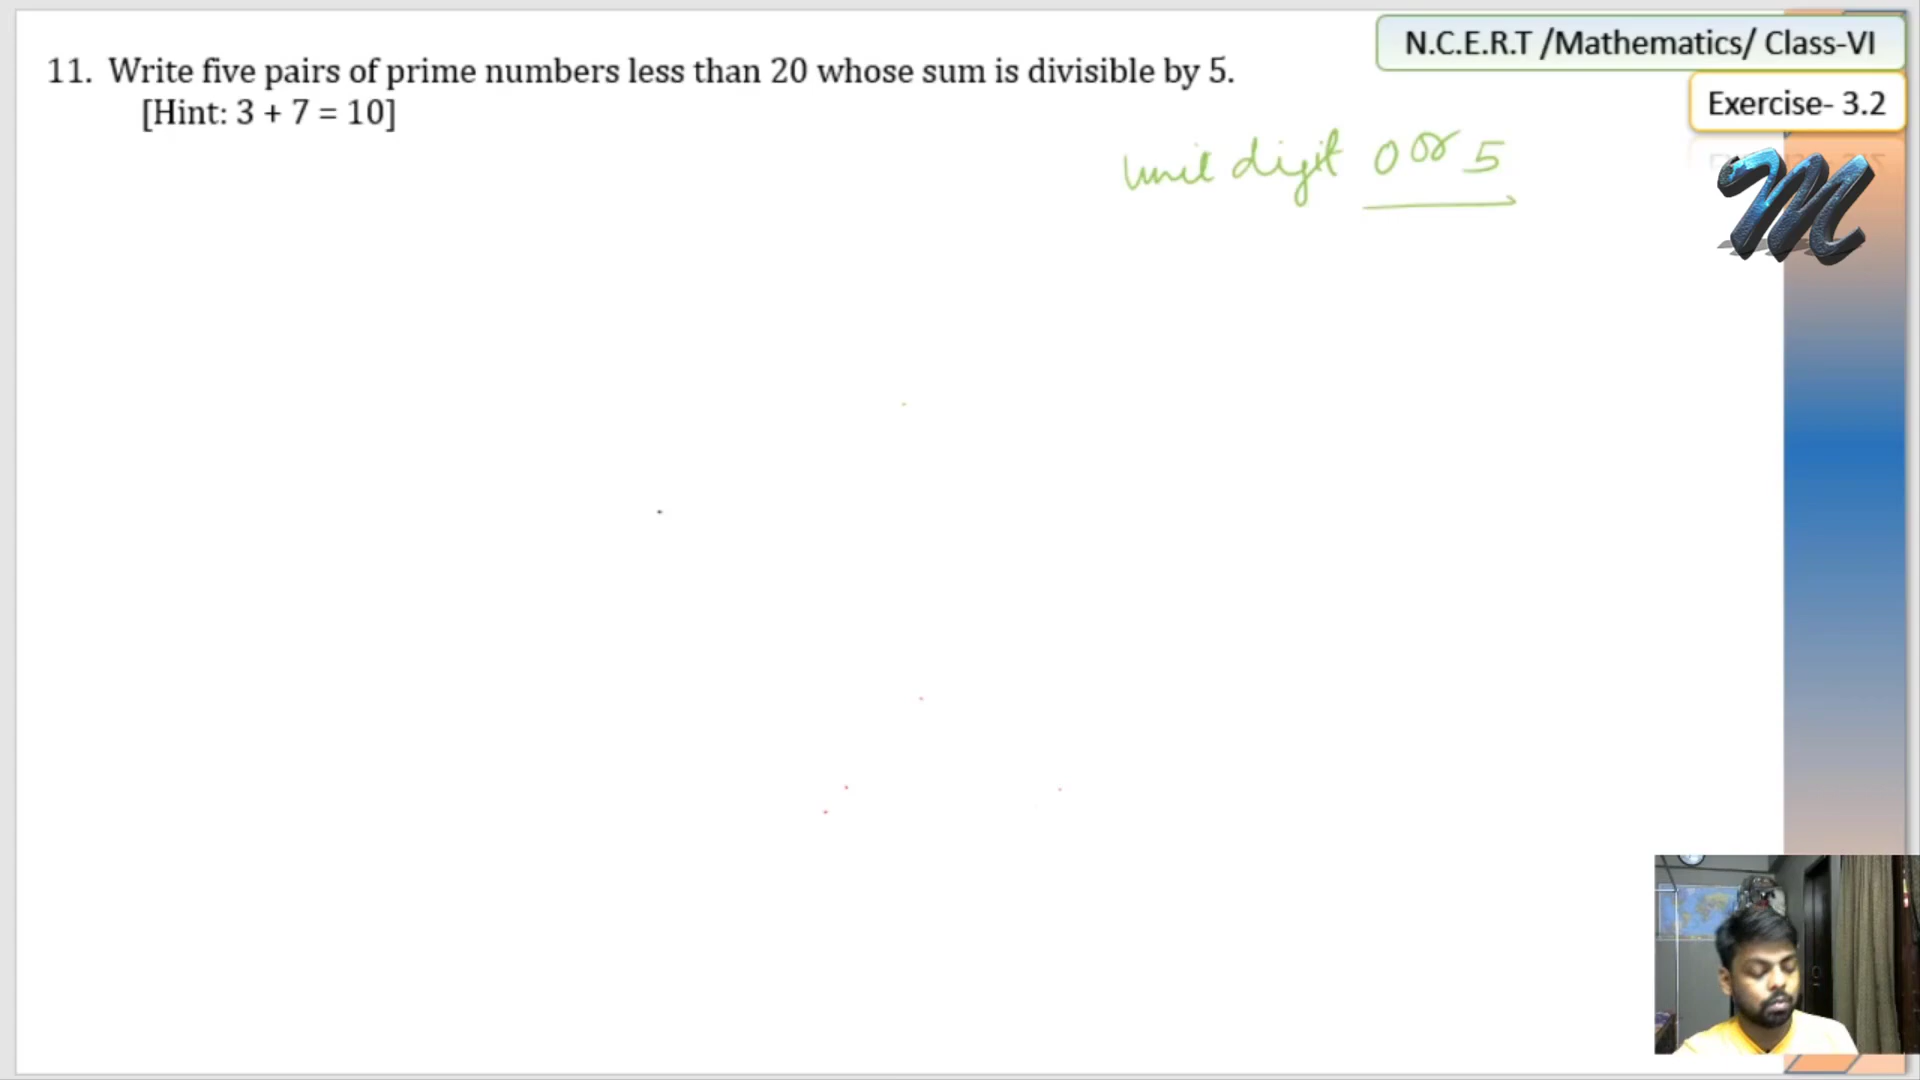 11. Write five pairs of prime numbers less than 20 whose sum is divisible by 5.
[Hint: 3 + 7 = 10]
N.C.E.R.T /Mathematics/ Class-VI
Exercise- 3.2
unit digit 0 or 5
M